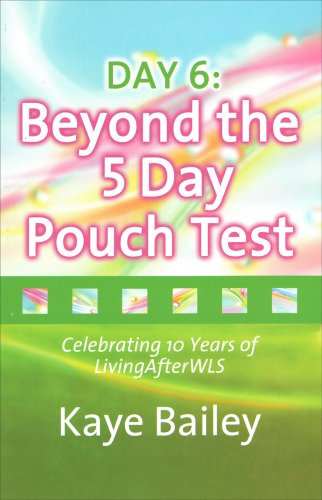 DAY 6:
Beyond the
5 Day
Pouch Test
Celebrating 10 Years of
LivingAfterWLS
Kaye Bailey